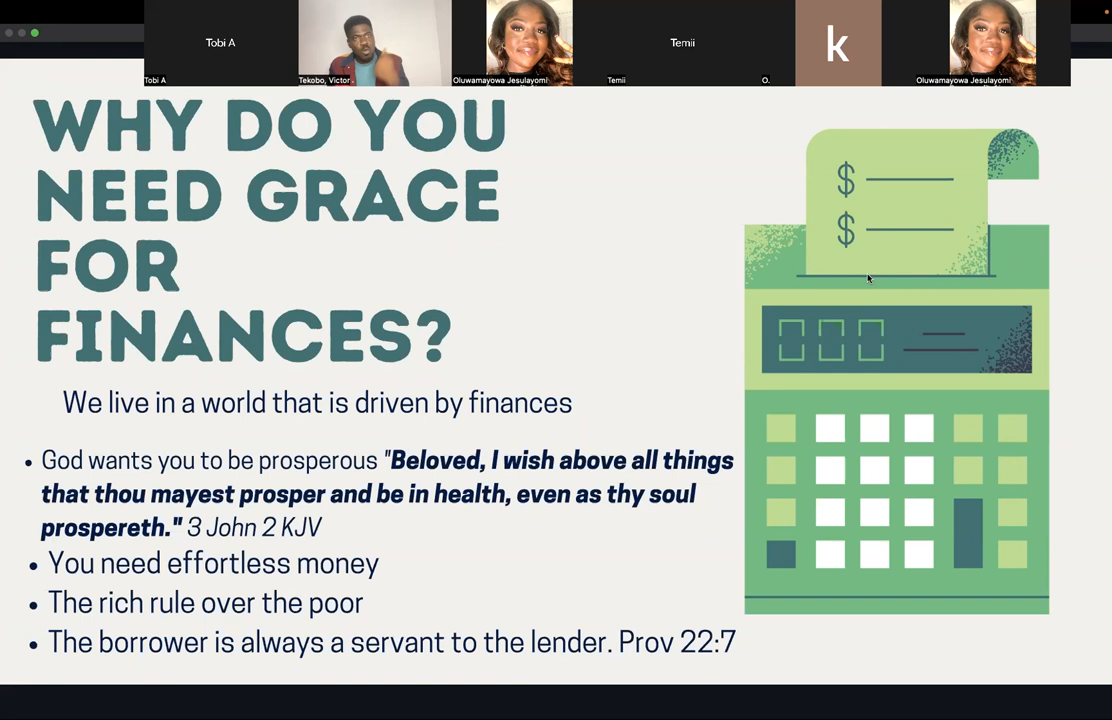 Tobi A
Temii
k
Tobi A
Tekobo, Victor
Oluwamayowa Jesulayomi
Temii
O.
Oluwamayowa Jesulayomi
WHY DO YOU
NEED GRACE
FOR
FINANCES?
$
$
We live in a world that is driven by finances
• God wants you to be prosperous "Beloved, I wish above all things
that thou mayest prosper and be in health, even as thy soul
prospereth." 3 John 2 KJV
• You need effortless money
• The rich rule over the poor
• The borrower is always a servant to the lender. Prov 22:7